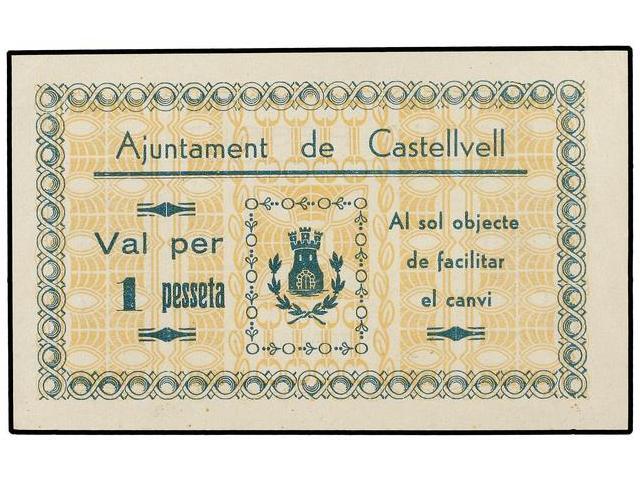 Ajuntament de Castellvell
Val per
1 pesseta
Al sol objecte
de facilitar
el canvi